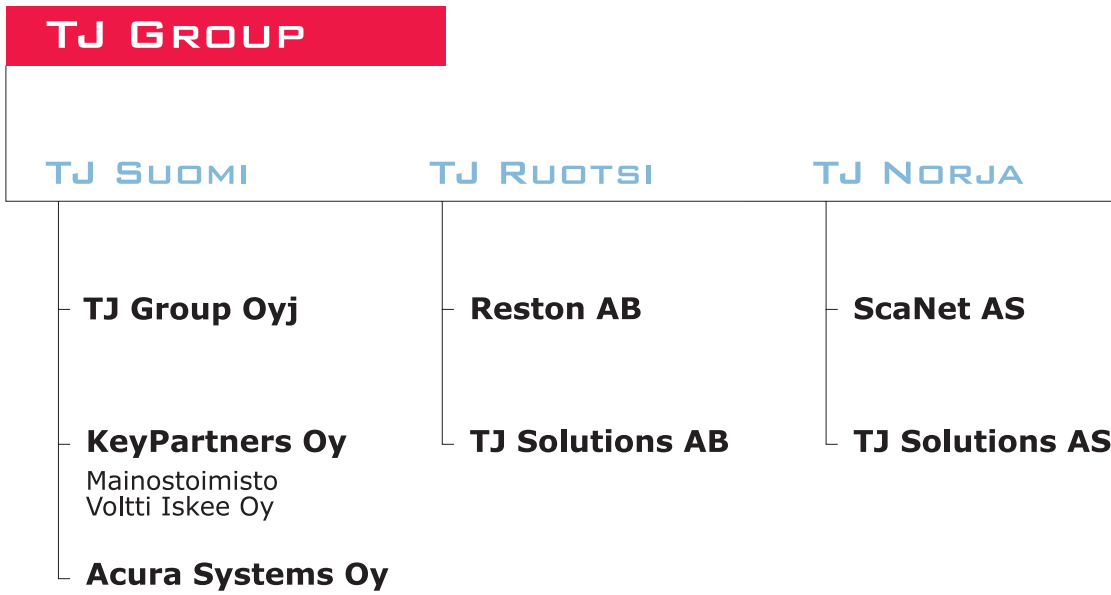 TJ GROUP
TJ SUOMI
TJ RUOTSI
TJ NORJA
TJ Group Oyj
Reston AB
ScaNet AS
KeyPartners Oy
Mainostoimisto
Voltti Iskee Oy
TJ Solutions AB
TJ Solutions AS
Acura Systems Oy